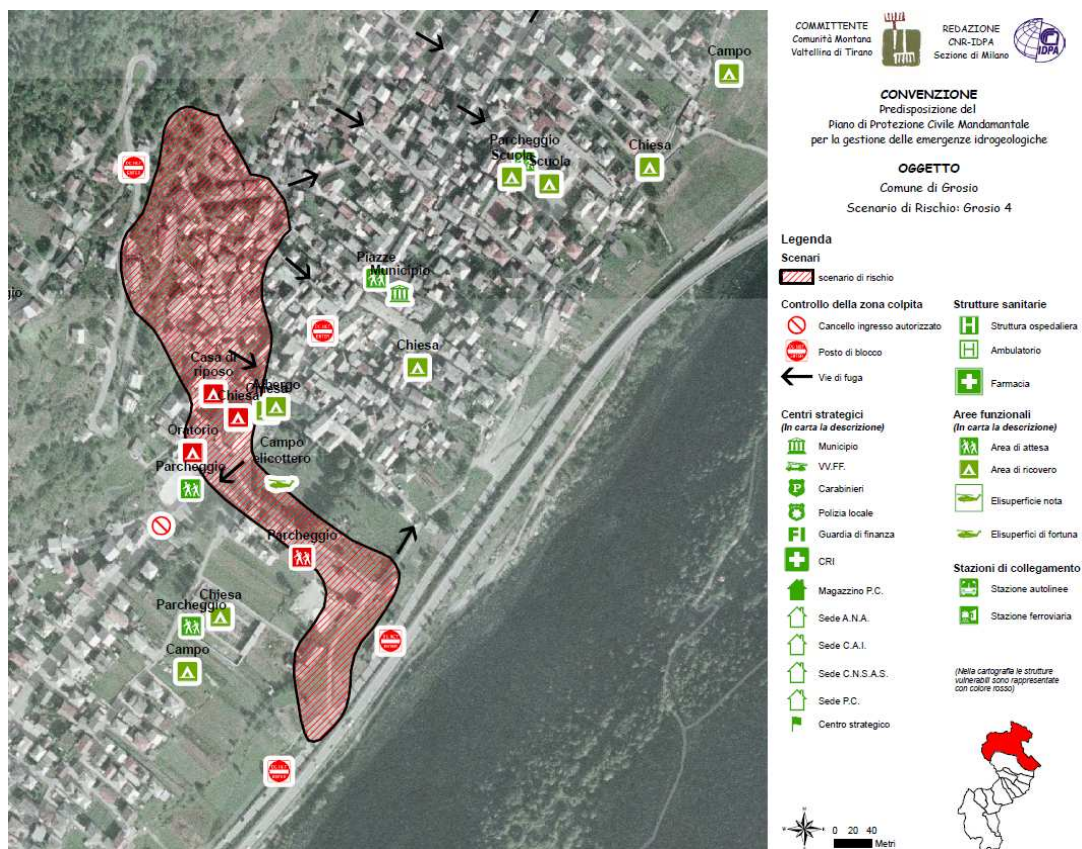 Campo
Parcheggio
Scuola
Scuola
Chiesa
Piazze
Municipio
Chiesa
Casa di
riposo
Albergo
Chiesa
Chiesa
Oratorio
Campo
elicottero
Parcheggio
Parcheggio
Parcheggio
Chiesa
Campo
COMMITTENTE
Comunità Montana
Valtellina di Tirano
REDAZIONE
CNR-IDPA
Sezione di Milano
IDPA
CONVENZIONE
Predisposizione del
Piano di Protezione Civile Mandamantale
per la gestione delle emergenze idrogeologiche
OGGETTO
Comune di Grosio
Scenario di Rischio: Grosio 4
Legenda
Scenari
scenario di rischio
Controllo della zona colpita
Cancello ingresso autorizzato
Posto di blocco
Vie di fuga
Centri strategici
(In carta la descrizione)
Municipio
VV.FF.
Carabinieri
Polizia locale
FI Guardia di finanza
CRI
Magazzino P.C.
Sede A.N.A.
Sede C.A.I.
Sede C.N.S.A.S.
Sede P.C.
Centro strategico
Strutture sanitarie
H Struttura ospedaliera
H Ambulatorio
Farmacia
Aree funzionali
(In carta la descrizione)
Area di attesa
Area di ricovero
Elisuperficie nota
Elisuperfici di fortuna
Stazioni di collegamento
Stazione autolinee
Stazione ferroviaria
(Nella cartografia le strutture
vulnerabili sono rappresentate
con colore rosso)
0 20 40
Metri